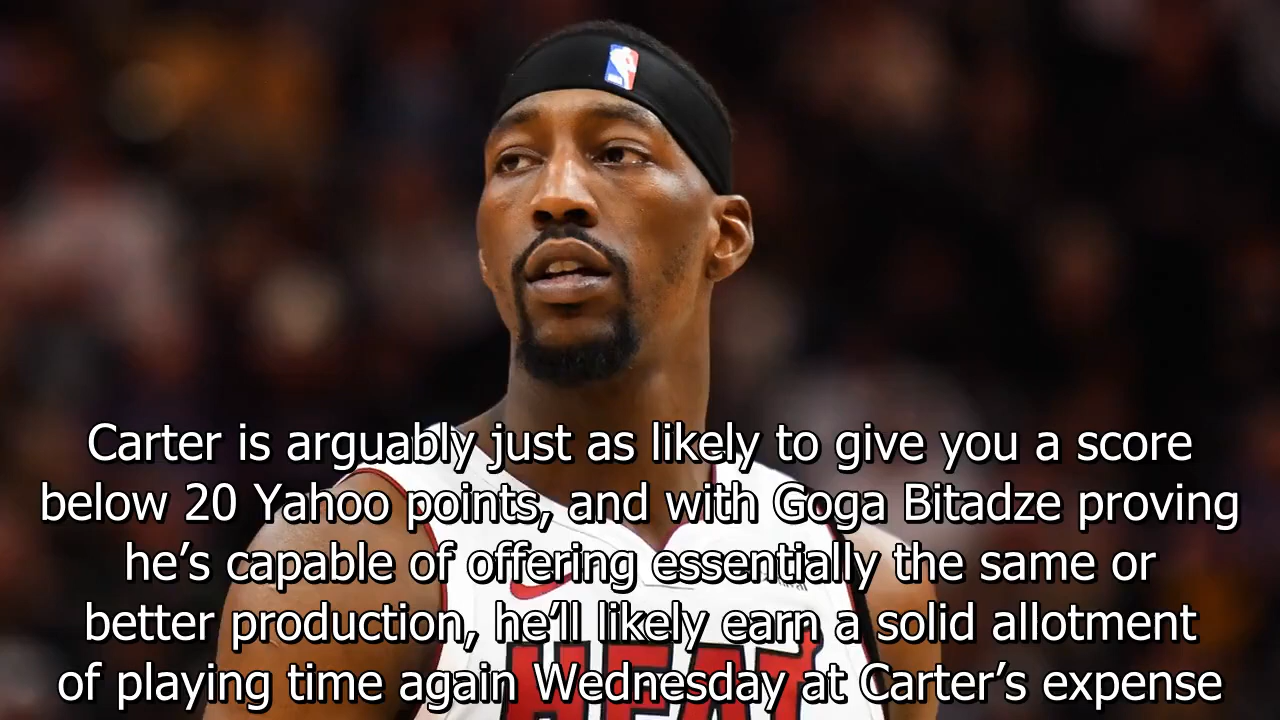 Carter is arguably just as likely to give you a score
below 20 Yahoo points, and with Goga Bitadze proving
he’s capable of offering essentially the same or
better production, he’ll likely earn a solid allotment
of playing time again Wednesday at Carter’s expense
HEAT